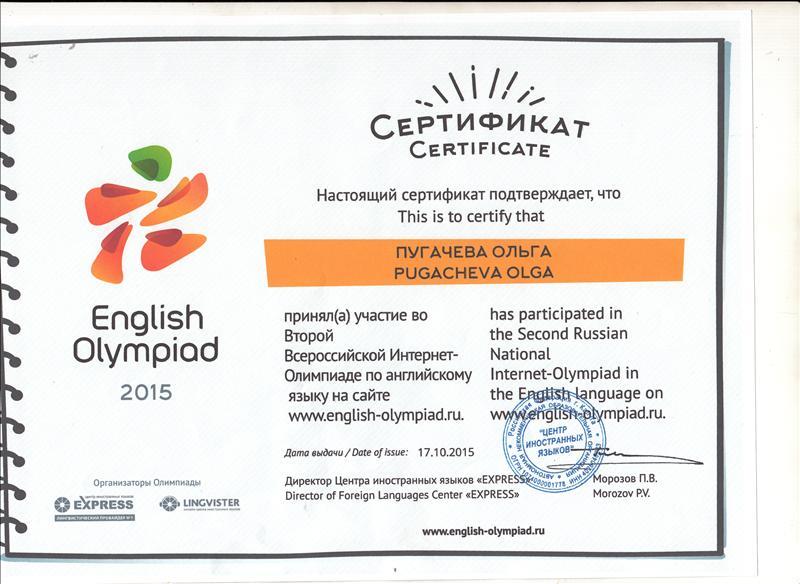 Сертификат
Certificate
Настоящий сертификат подтверждает, что
This is to certify that
ПУГАЧЕВА ОЛЬГА
PUGACHEVA OLGA
English
Olympiad
2015
принял(а) участие во
Второй
Всероссийской Интернет-
Олимпиаде по английскому
языку на сайте
www.english-olympiad.ru.
has participated in
the Second Russian
National
Internet-Olympiad in
the English language on
www.english-olympiad.ru.
"ЦЕНТР
ИНОСТРАННЫХ
ЯЗЫКОВ"
Дата выдачи / Date of issue: 17.10.2015
Организаторы Олимпиады
EXPRESS
LINGVISTER
Директор Центра иностранных языков «EXPRESS»
Director of Foreign Languages Center «EXPRESS»
Морозов П.В.
Morozov P.V.
www.english-olympiad.ru